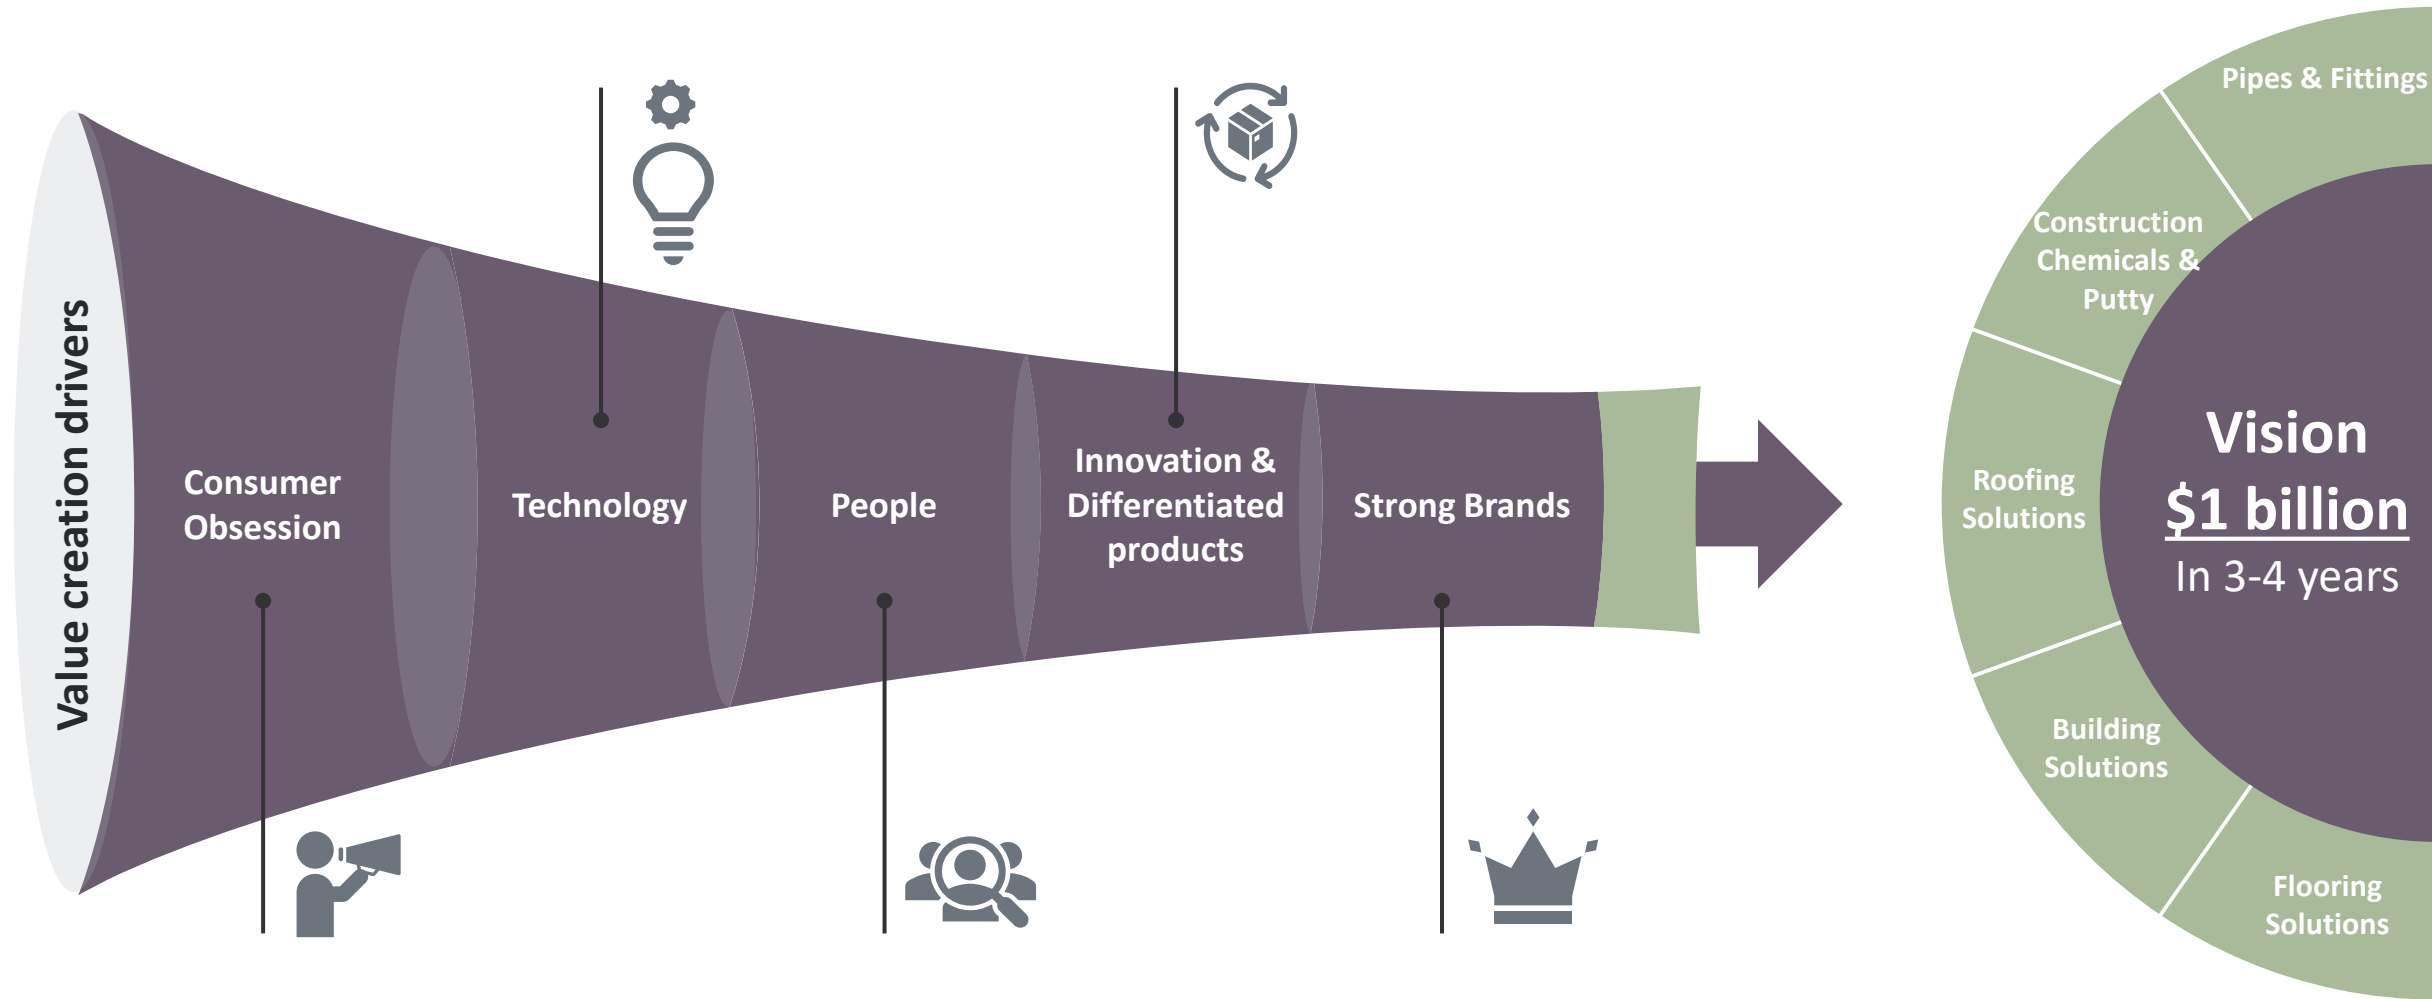 Value creation drivers
Consumer
Obsession
Technology
People
Innovation &
Differentiated
products
Strong Brands
Pipes & Fittings
Construction
Chemicals &
Putty
Roofing
Solutions
Building
Solutions
Flooring
Solutions
Vision
$1 billion
In 3-4 years